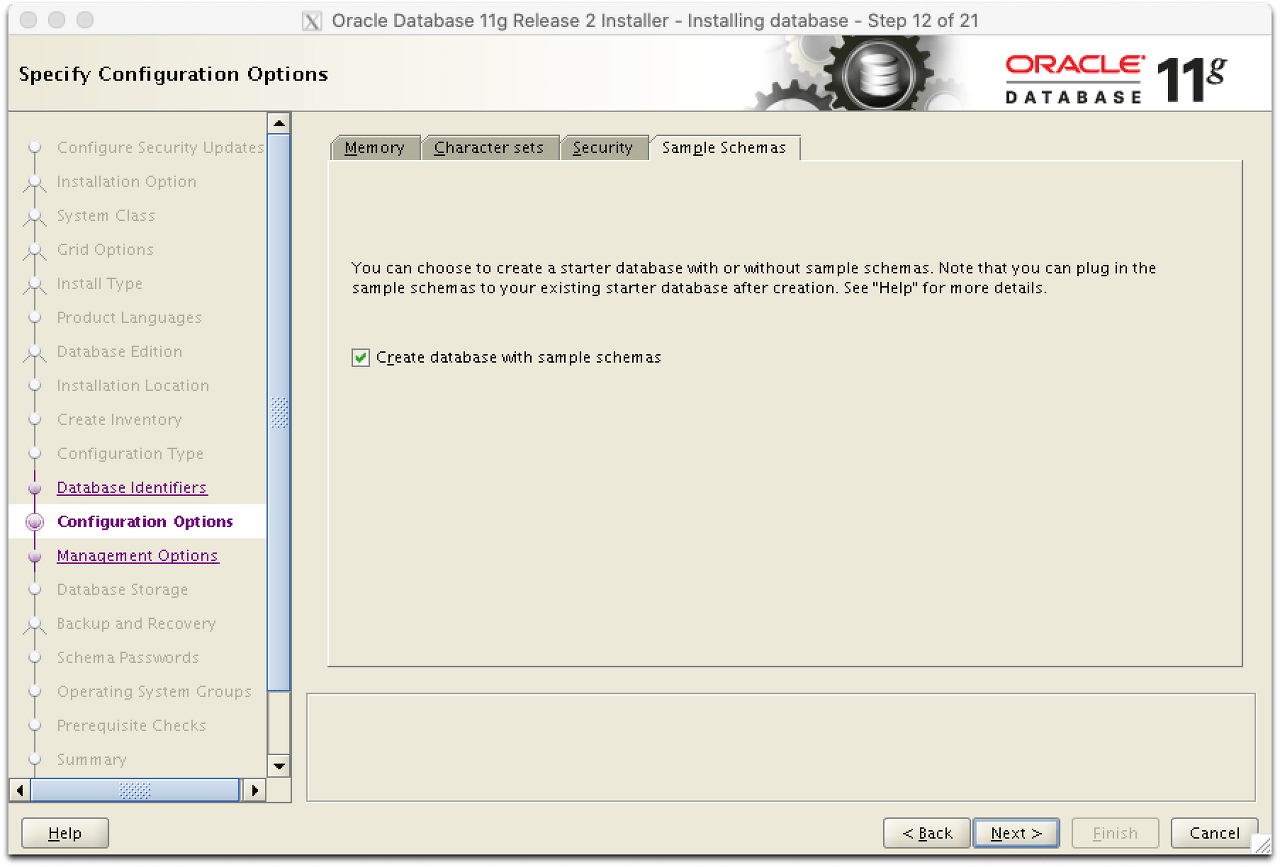 Oracle Database 11g Release 2 Installer - Installing database - Step 12 of 21
Specify Configuration Options
ORACLE
DATABASE
11g
Configure Security Updates
Installation Option
System Class
Grid Options
Install Type
Product Languages
Database Edition
Installation Location
Create Inventory
Configuration Type
Database Identifiers
Configuration Options
Management Options
Database Storage
Backup and Recovery
Schema Passwords
Operating System Groups
Prerequisite Checks
Summary
Memory
Character sets
Security
Sample Schemas
You can choose to create a starter database with or without sample schemas. Note that you can plug in the
sample schemas to your existing starter database after creation. See "Help" for more details.
Create database with sample schemas
Help
< Back
Next >
Finish
Cancel